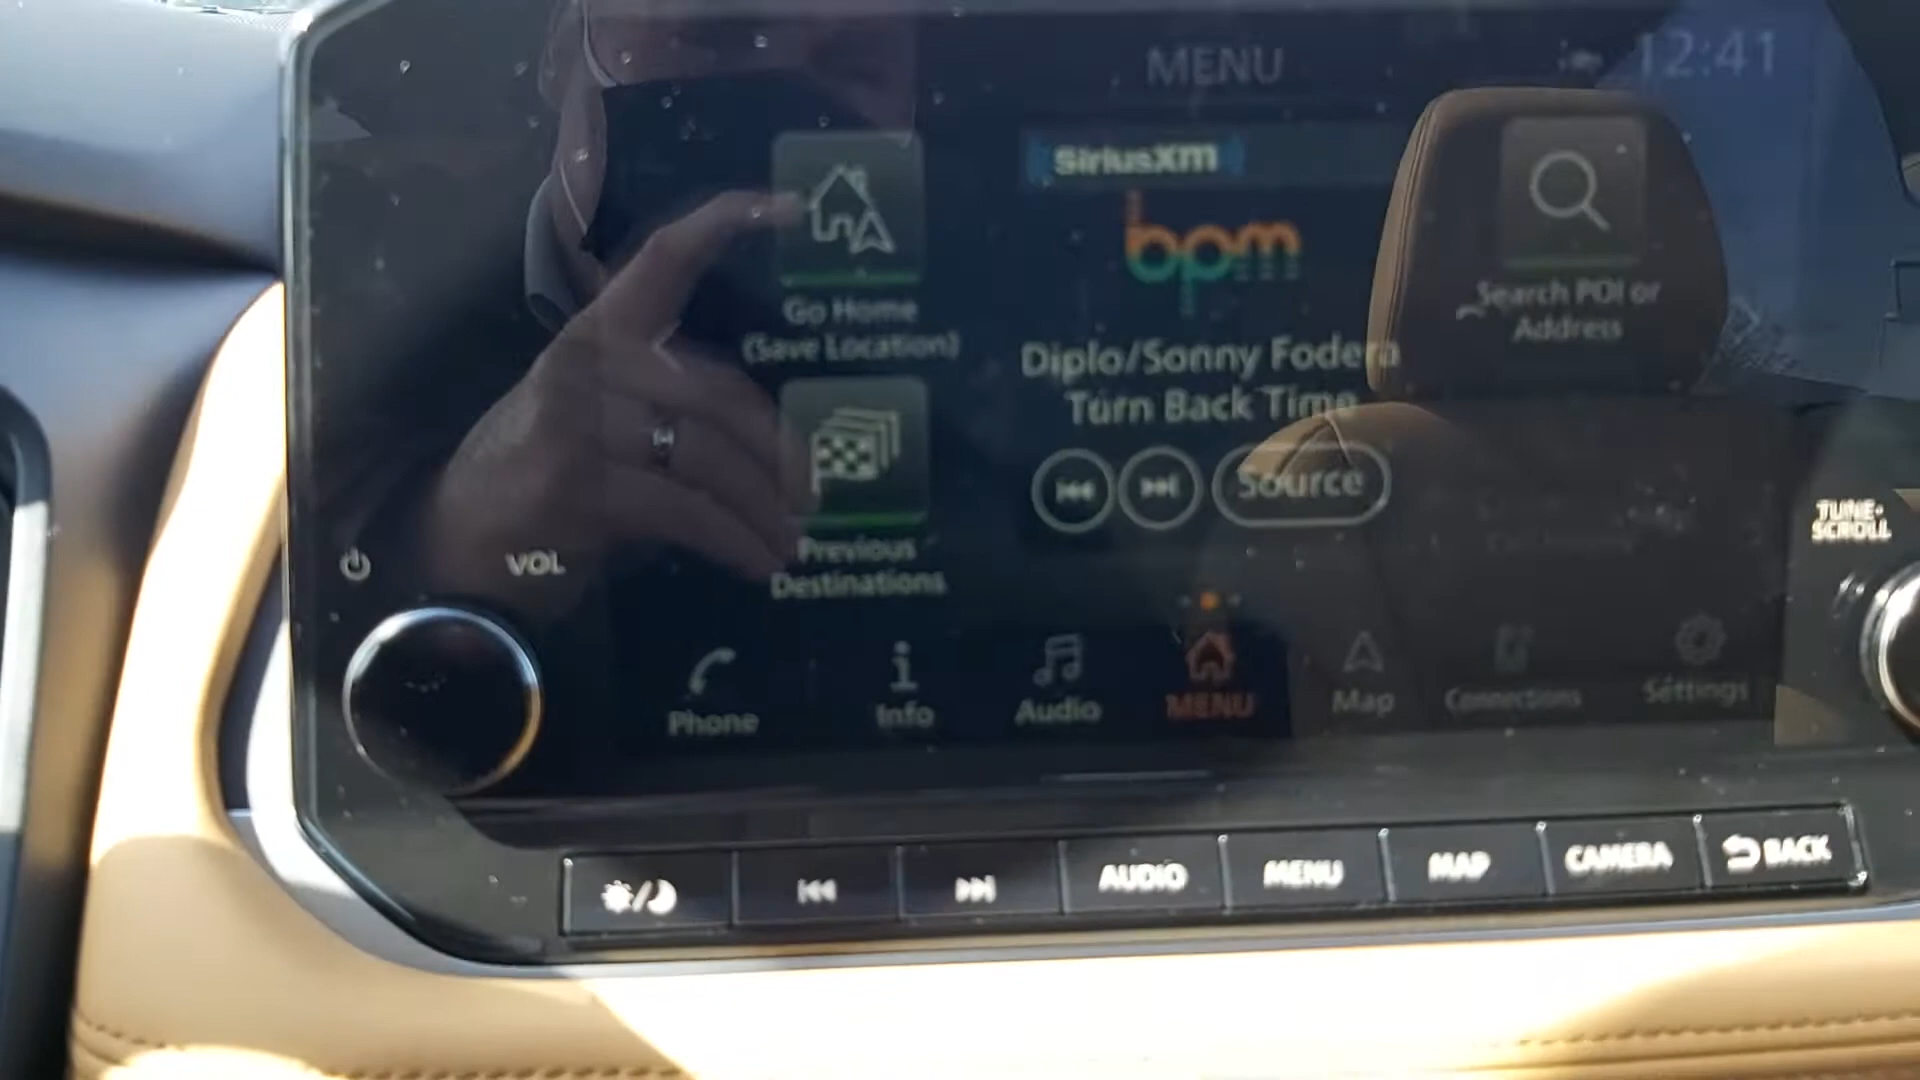 MENU
12:41
Go Home
(Save Location)
SiriusXm
bpm
Diplo/Sonny Fodera
Turn Back Time
Source
Search POI or
Address
Previous
Destinations
VOL
TUNE•
SCROLL
Phone
Info
Audio
MENU
Map
Connections
Settings
AUDIO
MENU
MAP
CAMERA
BACK